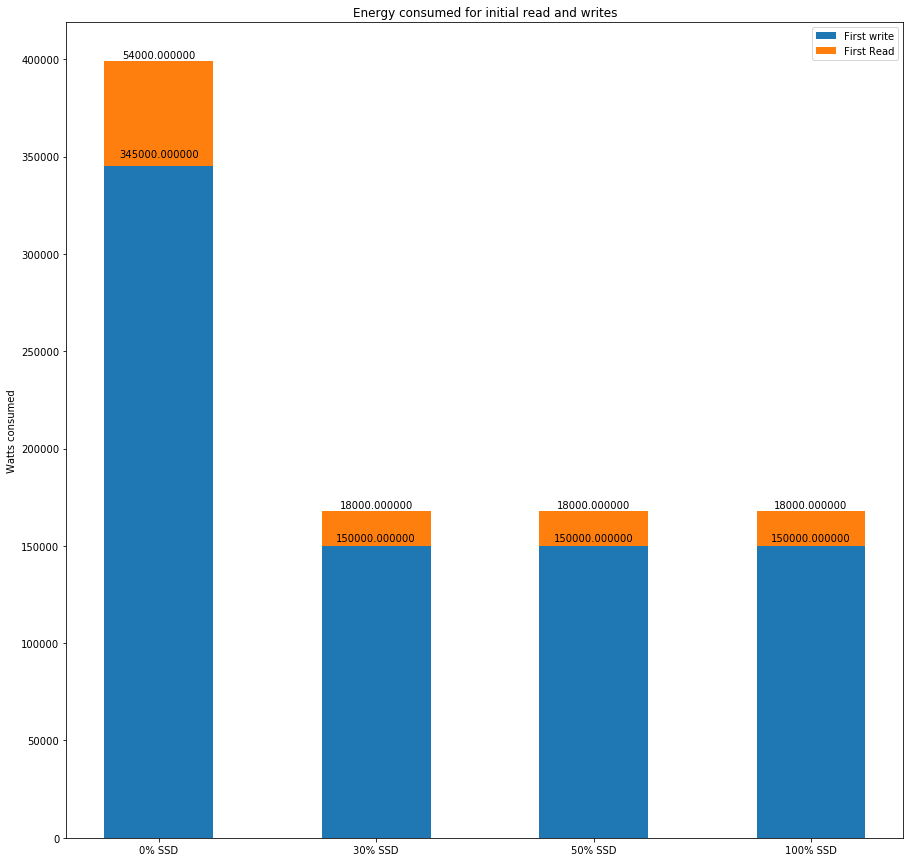 Energy consumed for initial read and writes
First write
First Read
Watts consumed
400000
350000
300000
250000
200000
150000
100000
50000
0
54000.000000
345000.000000
18000.000000
150000.000000
18000.000000
150000.000000
18000.000000
150000.000000
0% SSD
30% SSD
50% SSD
100% SSD